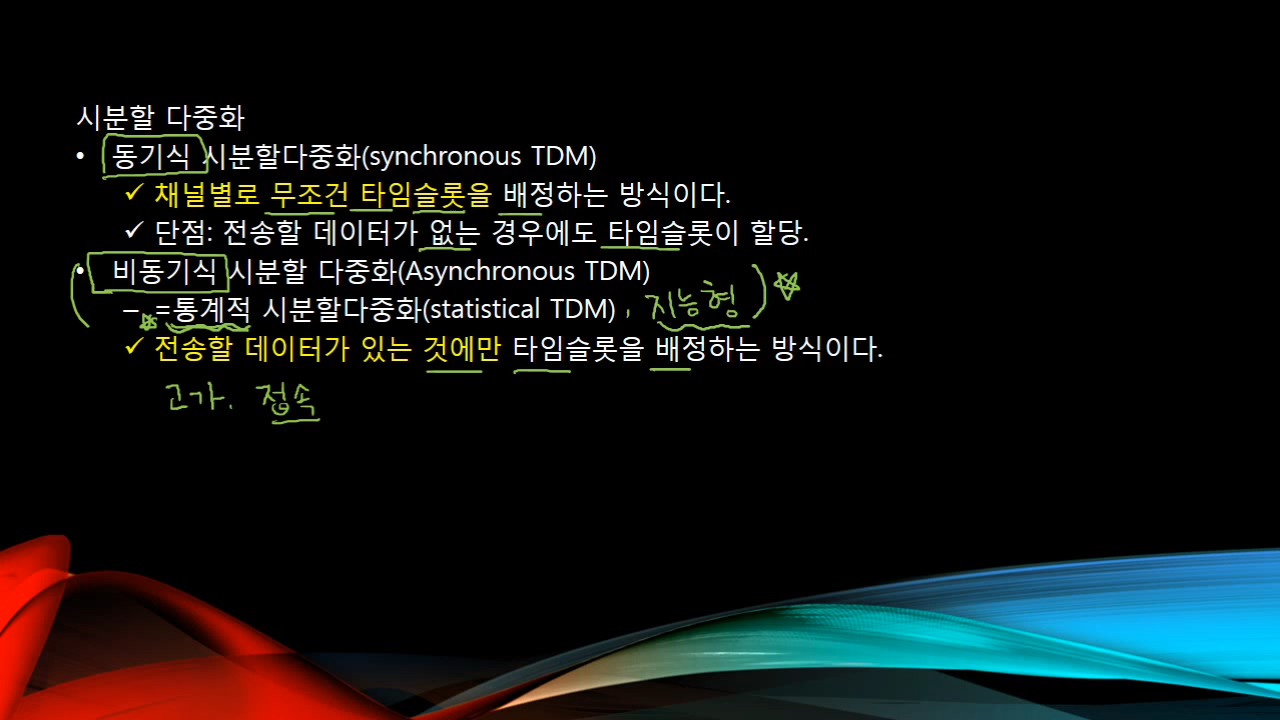 시분할 다중화
• 동기식 시분할다중화(synchronous TDM)
✓ 채널별로 무조건 타임슬롯을 배정하는 방식이다.
✓ 단점: 전송할 데이터가 없는 경우에도 타임슬롯이 할당.
• 비동기식 시분할 다중화(Asynchronous TDM)
– =통계적 시분할다중화(statistical TDM) , 지능형
✓ 전송할 데이터가 있는 것에만 타임슬롯을 배정하는 방식이다.
고가. 접속